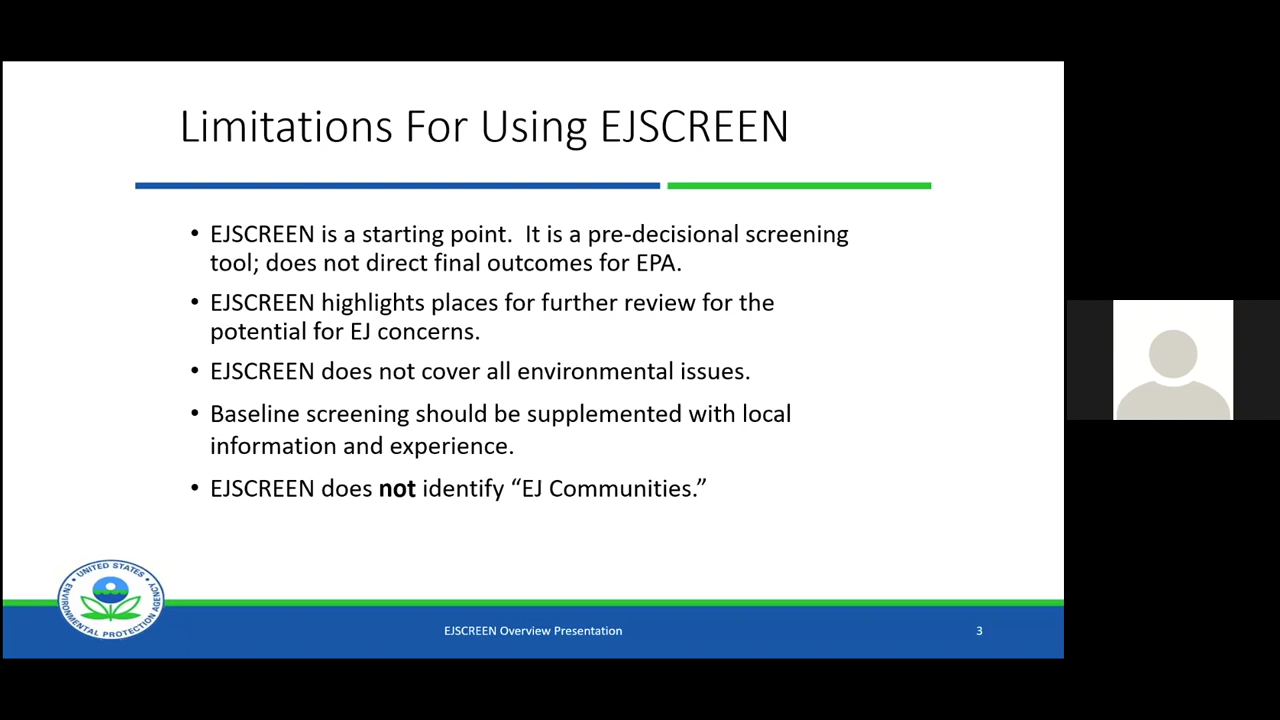 Limitations For Using EJSCREEN
• EJSCREEN is a starting point.  It is a pre-decisional screening
tool; does not direct final outcomes for EPA.
• EJSCREEN highlights places for further review for the
potential for EJ concerns.
• EJSCREEN does not cover all environmental issues.
• Baseline screening should be supplemented with local
information and experience.
• EJSCREEN does not identify “EJ Communities.”
UNITED STATES
ENVIRONMENTAL PROTECTION AGENCY
EJSCREEN Overview Presentation
3